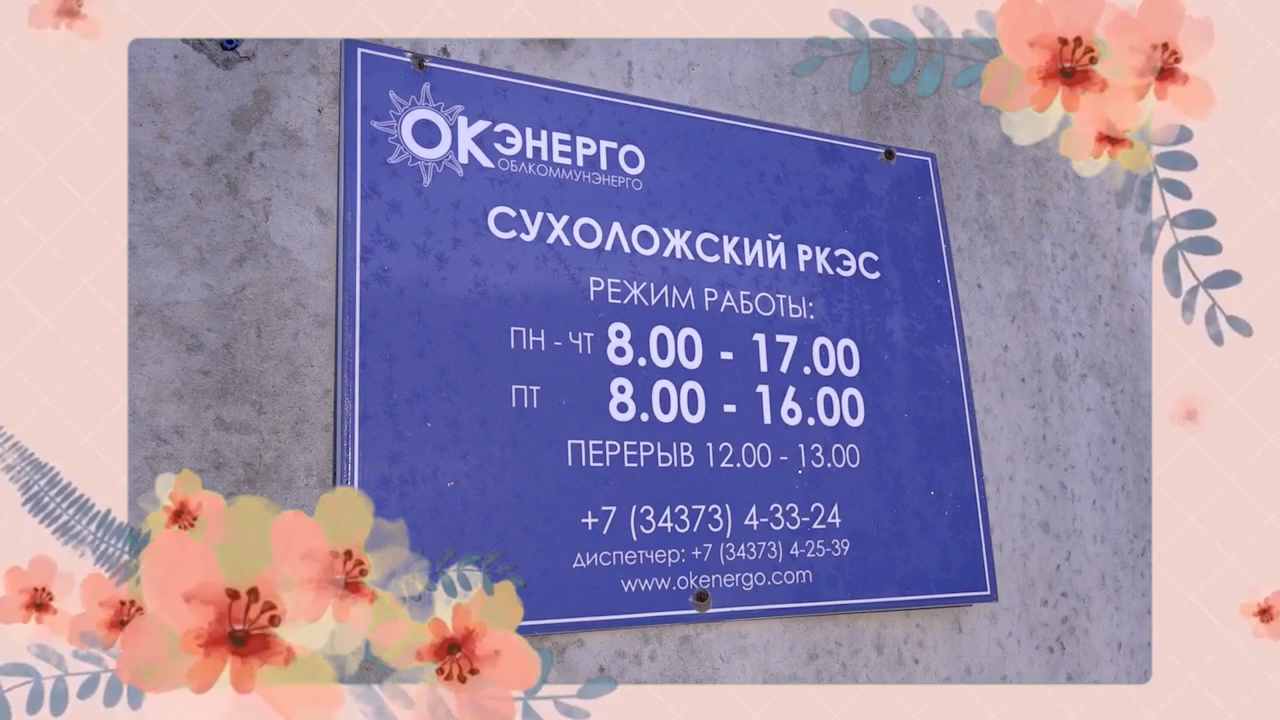 ОКЭНЕРГО
ОБЛКОММУНЭНЕРГО
СУХОЛОЖСКИЙ РКЭС
РЕЖИМ РАБОТЫ:
ПН - ЧТ 8.00 - 17.00
ПТ 8.00 - 16.00
ПЕРЕРЫВ 12.00 - 13.00
+7 (34373) 4-33-24
диспетчер: +7 (34373) 4-25-39
www.okenergo.com